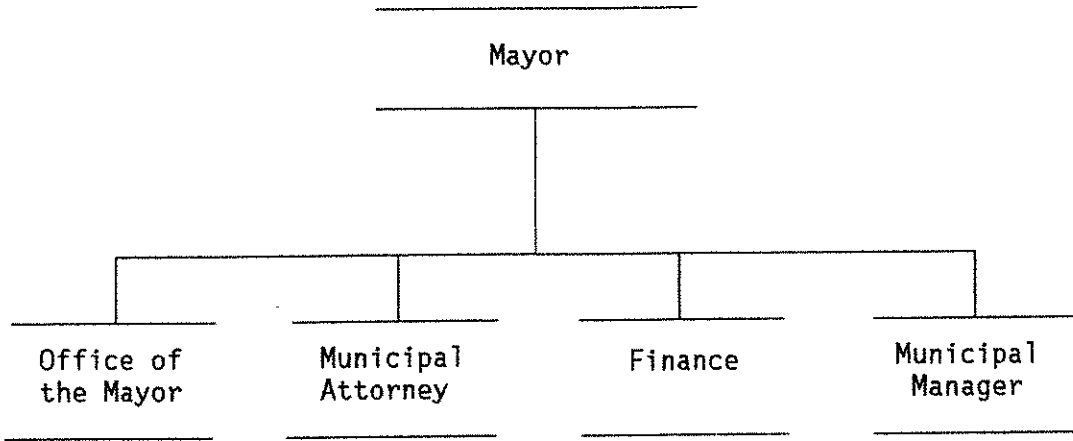 Mayor
Office of
the Mayor
Municipal
Attorney
Finance
Municipal
Manager